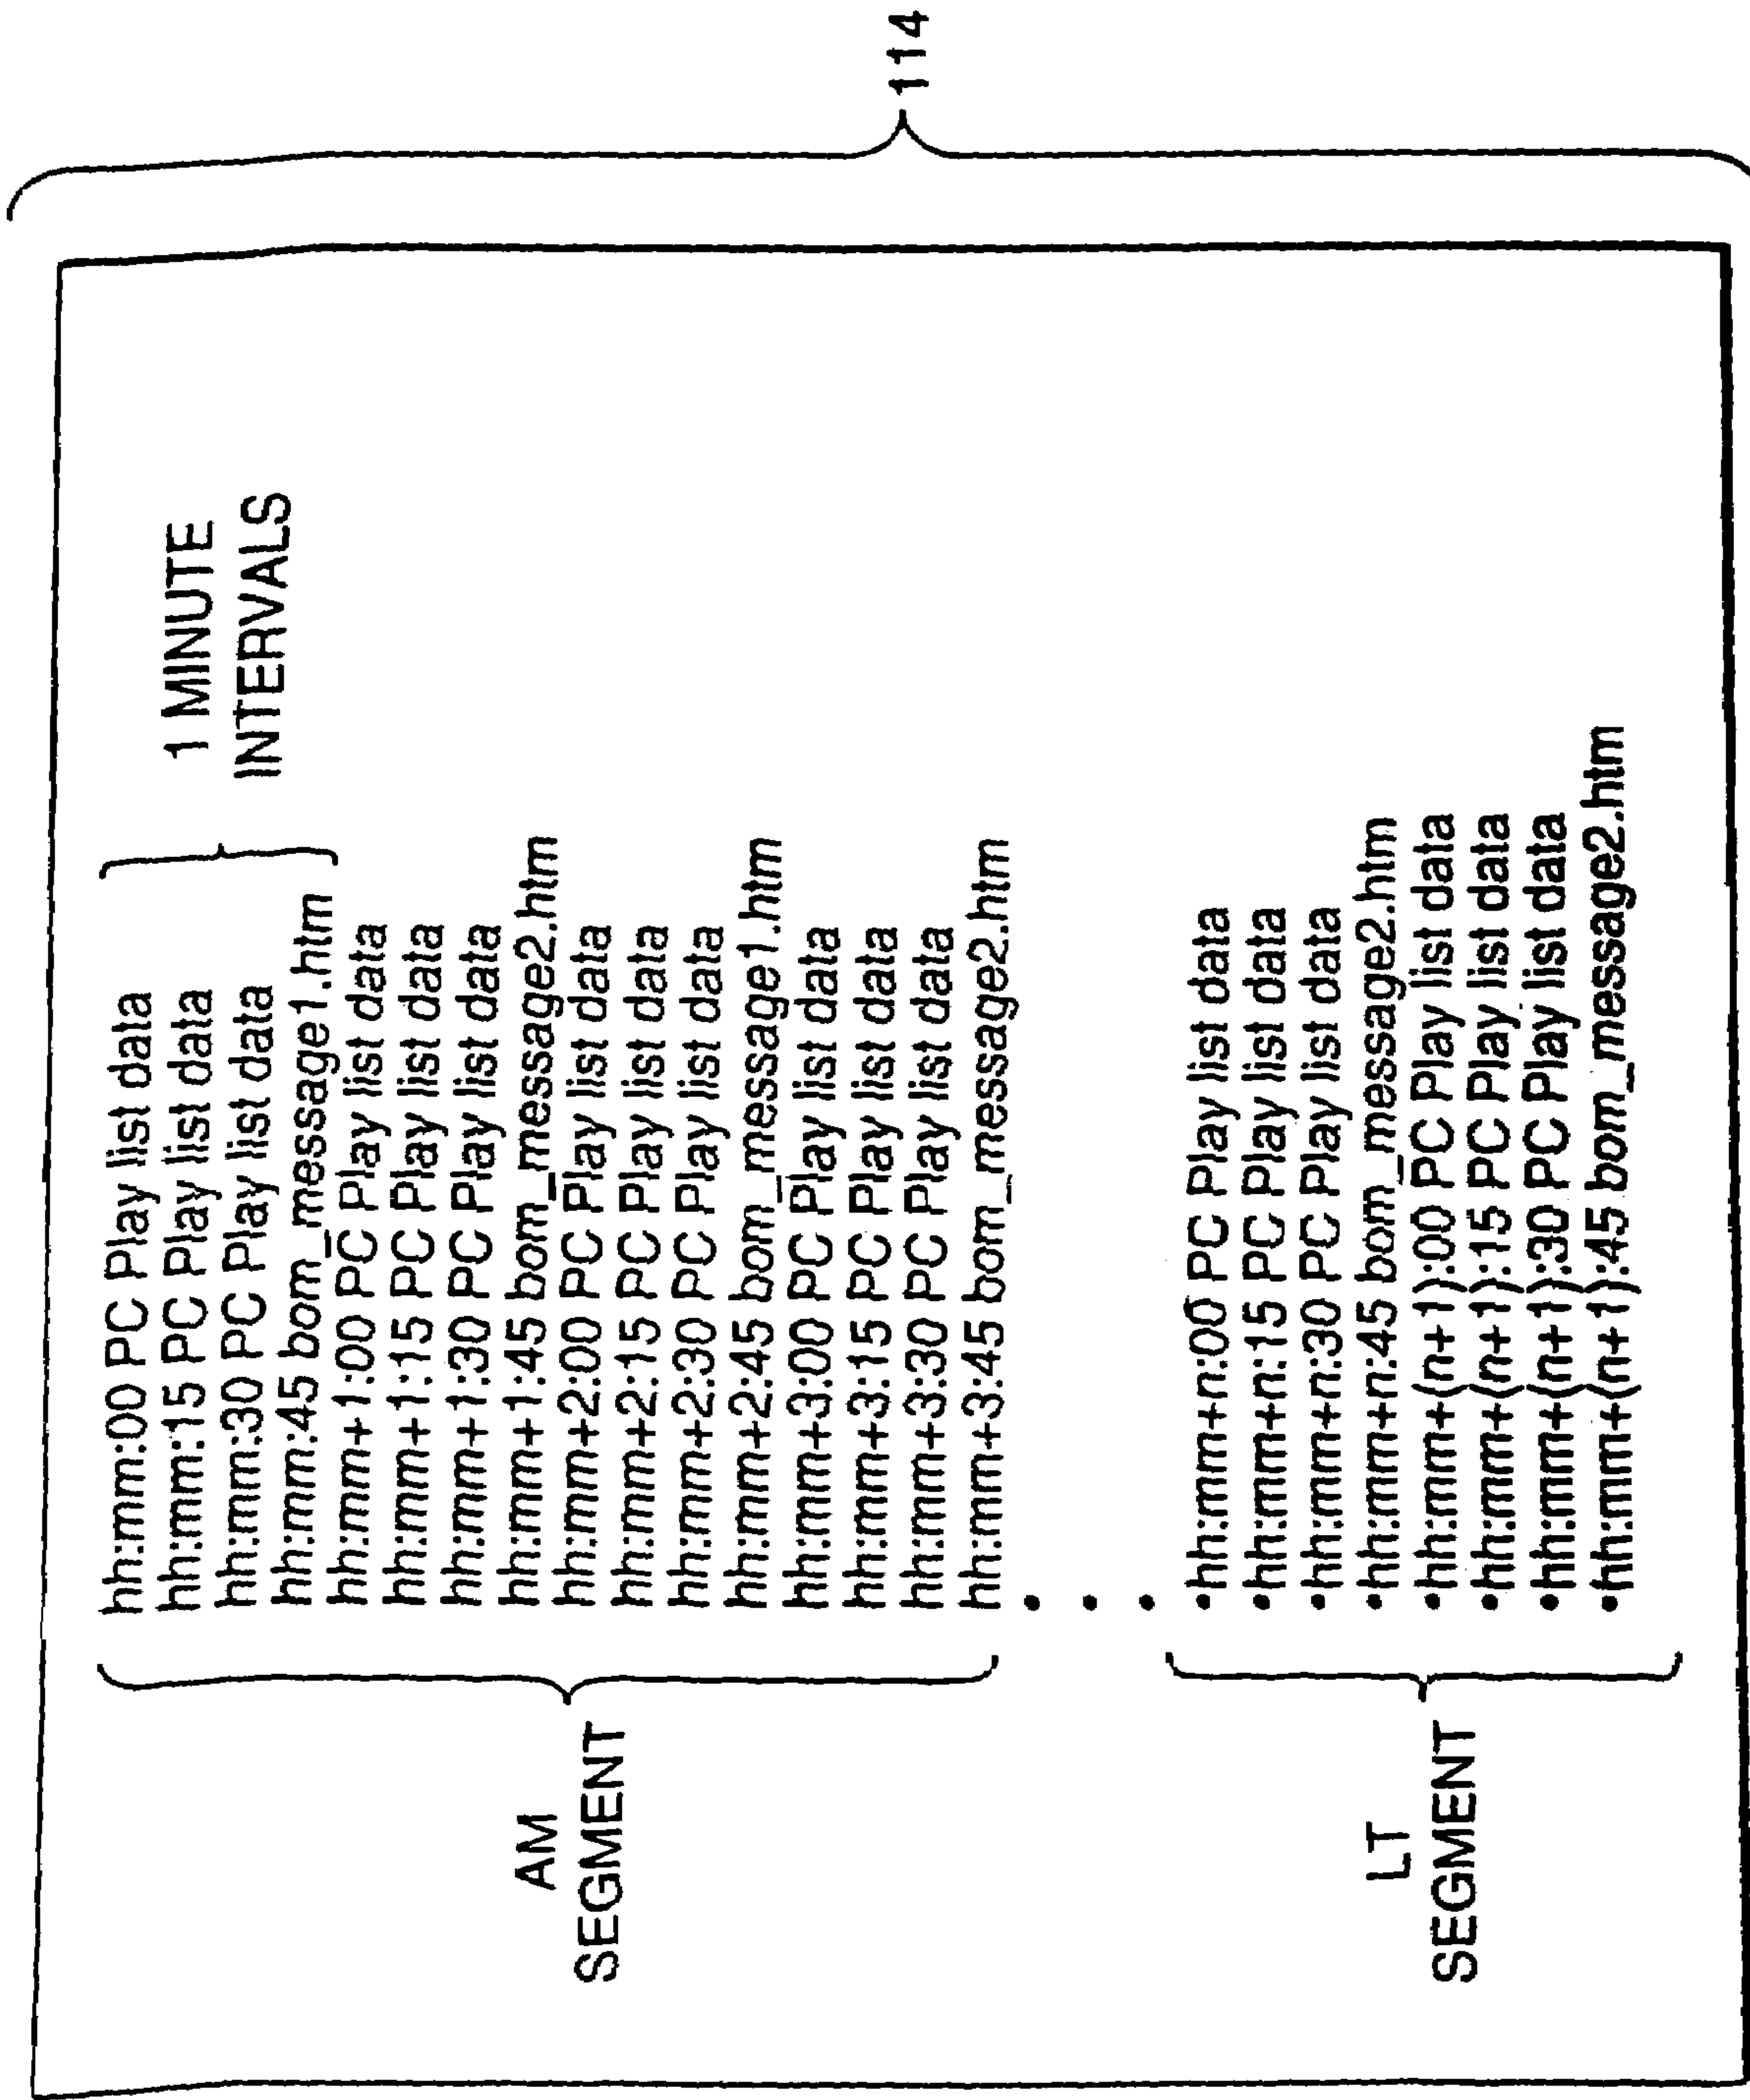 hh:mm:00 PC Play list data
hh:mm:15 PC Play list data
hh:mm:30 PC Play list data
hh:mm:45 bom_message1.htm
1 MINUTE
INTERVALS
hh:mm+1:00 PC Play list data
hh:mm+1:15 PC Play list data
hh:mm+1:30 PC Play list data
hh:mm+1:45 bom_message2.htm
hh:mm+2:00 PC Play list data
hh:mm+2:15 PC Play list data
hh:mm+2:30 PC Play list data
hh:mm+2:45 bom_message1.htm
hh:mm+3:00 PC Play list data
hh:mm+3:15 PC Play list data
hh:mm+3:30 PC Play list data
hh:mm+3:45 bom_message2.htm
AM
SEGMENT
•
•
•
•hh:mm+n:00 PC Play list data
•hh:mm+n:15 PC Play list data
•hh:mm+n:30 PC Play list data
•hh:mm+n:45 bom_message2.htm
•hh:mm+(n+1):00 PC Play list data
•hh:mm+(n+1):15 PC Play list data
•hh:mm+(n+1):30 PC Play list data
•hh:mm+(n+1):45 bom_message2.htm
LT
SEGMENT
114